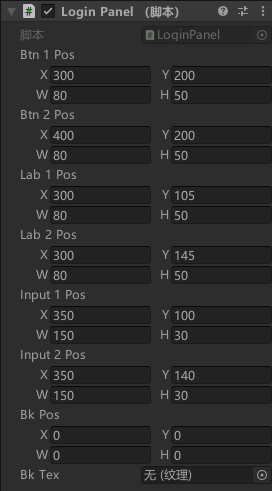 Login Panel （脚本）
脚本 LoginPanel
Btn 1 Pos
X 300 Y 200
W 80 H 50
Btn 2 Pos
X 400 Y 200
W 80 H 50
Lab 1 Pos
X 300 Y 105
W 80 H 50
Lab 2 Pos
X 300 Y 145
W 80 H 50
Input 1 Pos
X 350 Y 100
W 150 H 30
Input 2 Pos
X 350 Y 140
W 150 H 30
Bk Pos
X 0 Y 0
W 0 H 0
Bk Tex 无 (纹理)